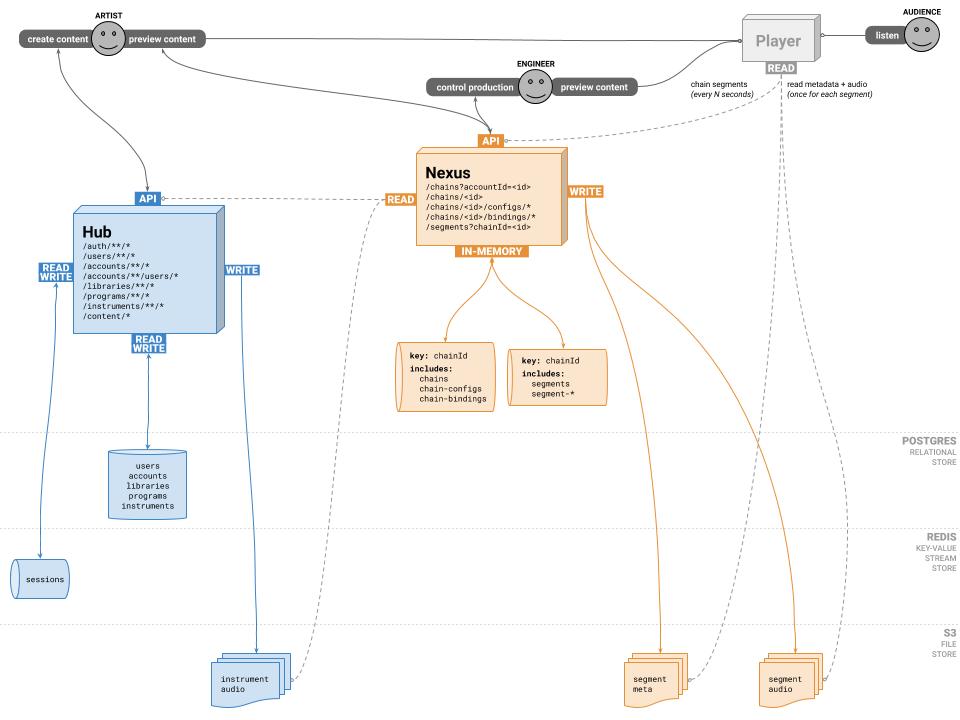 ARTIST
create content
preview content
AUDIENCE
listen
Player
READ
ENGINEER
control production
preview content
chain segments
(every N seconds)
read metadata + audio
(once for each segment)
API
Nexus
/chains?accountId=<id>
/chains/<id>
/chains/<id>/configs/*
/chains/<id>/bindings/*
/segments?chainId=<id>
READ
WRITE
IN-MEMORY
API
Hub
/auth/**/*
/users/**/*
/accounts/**/*
/accounts/**/users/*
/libraries/**/*
/programs/**/*
/instruments/**/*
/content/*
READ
WRITE
WRITE
READ
WRITE
key: chainId
includes:
chains
chain-configs
chain-bindings
key: chainId
includes:
segments
segment-*
POSTGRES
RELATIONAL
STORE
users
accounts
libraries
programs
instruments
REDIS
KEY-VALUE
STREAM
STORE
sessions
S3
FILE
STORE
instrument
audio
segment
meta
segment
audio